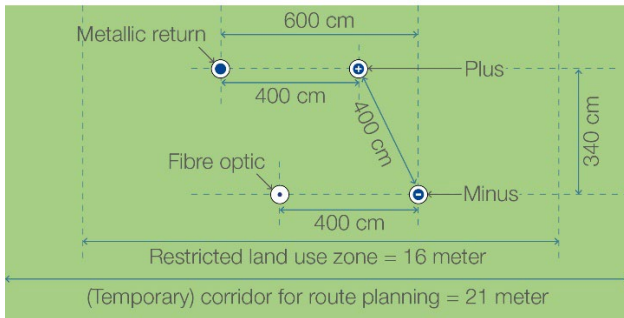 600 cm
Metallic return
Plus
400 cm
400 cm
340 cm
Fibre optic
Minus
400 cm
Restricted land use zone = 16 meter
(Temporary) corridor for route planning = 21 meter